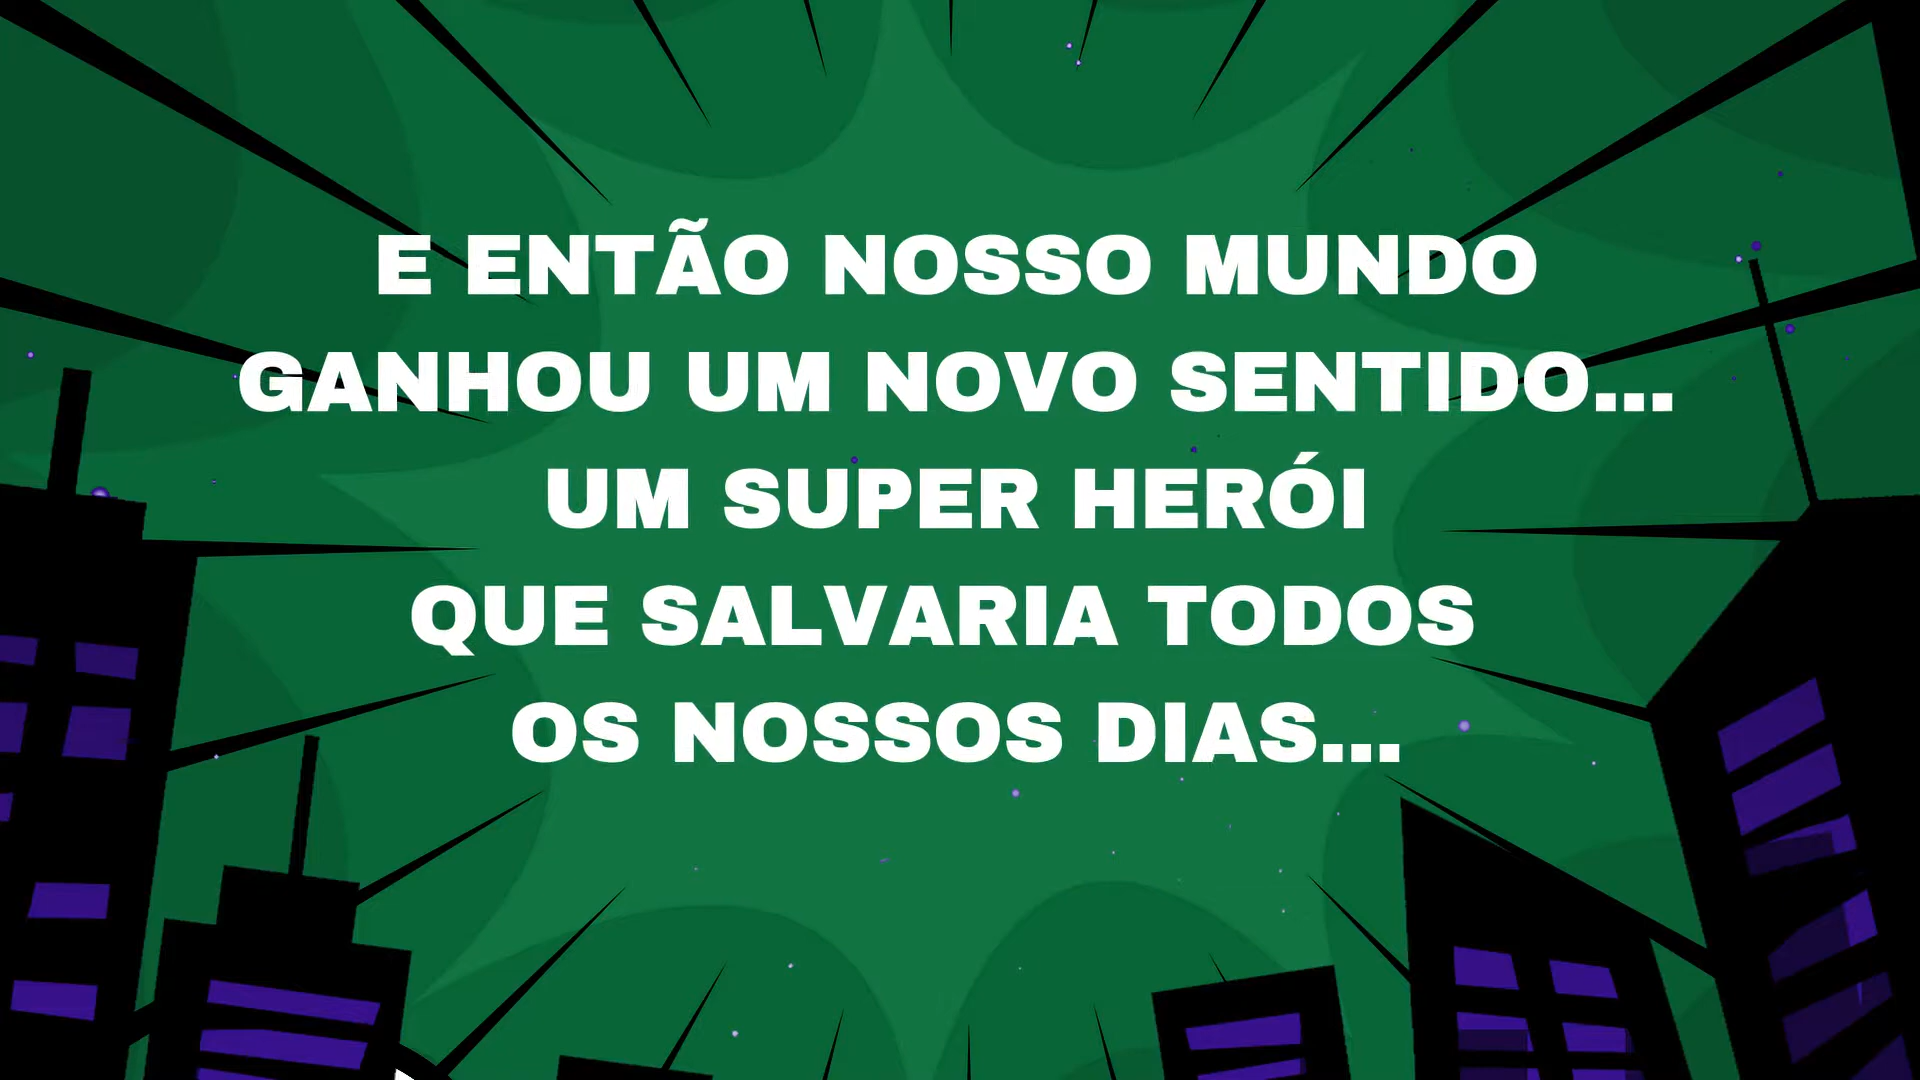 E ENTÃO NOSSO MUNDO
GANHOU UM NOVO SENTIDO...
UM SUPER HERÓI
QUE SALVARIA TODOS
OS NOSSOS DIAS...